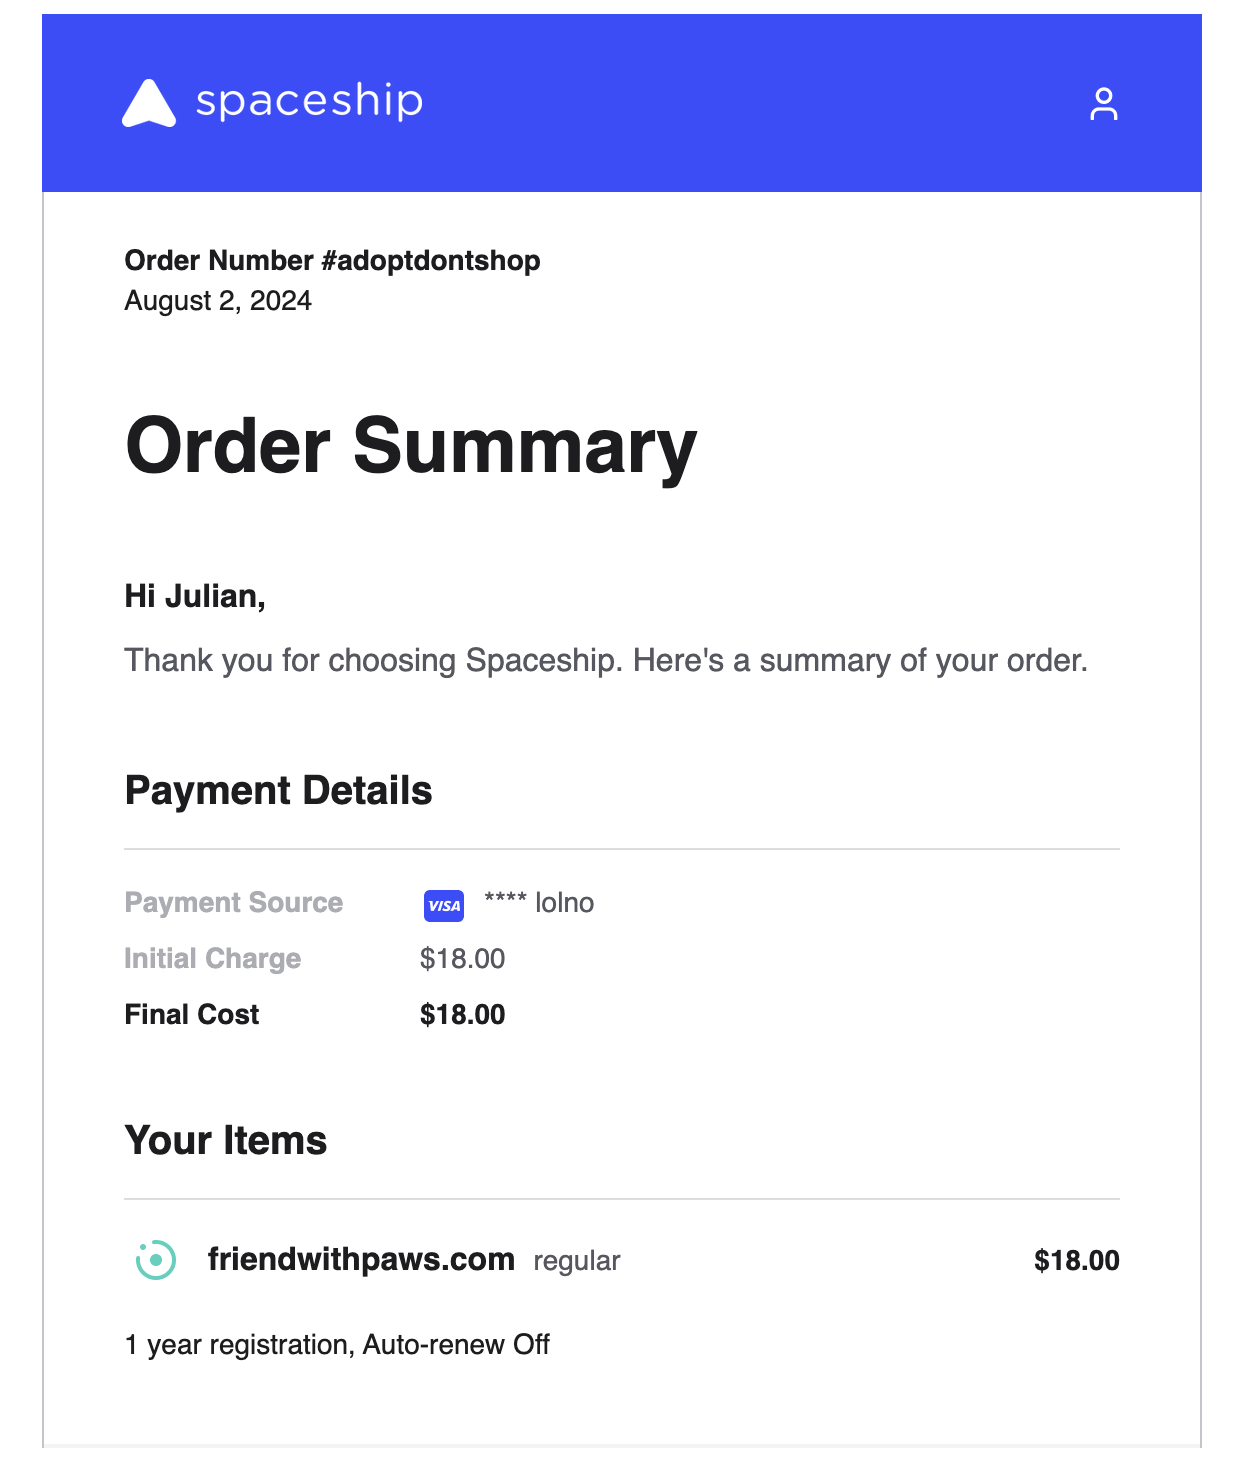 spaceship
Order Number #adoptdontshop
August 2, 2024
Order Summary
Hi Julian,
Thank you for choosing Spaceship. Here's a summary of your order.
Payment Details
Payment Source VISA **** lolno
Initial Charge $18.00
Final Cost $18.00
Your Items
friendwithpaws.com regular $18.00
1 year registration, Auto-renew Off